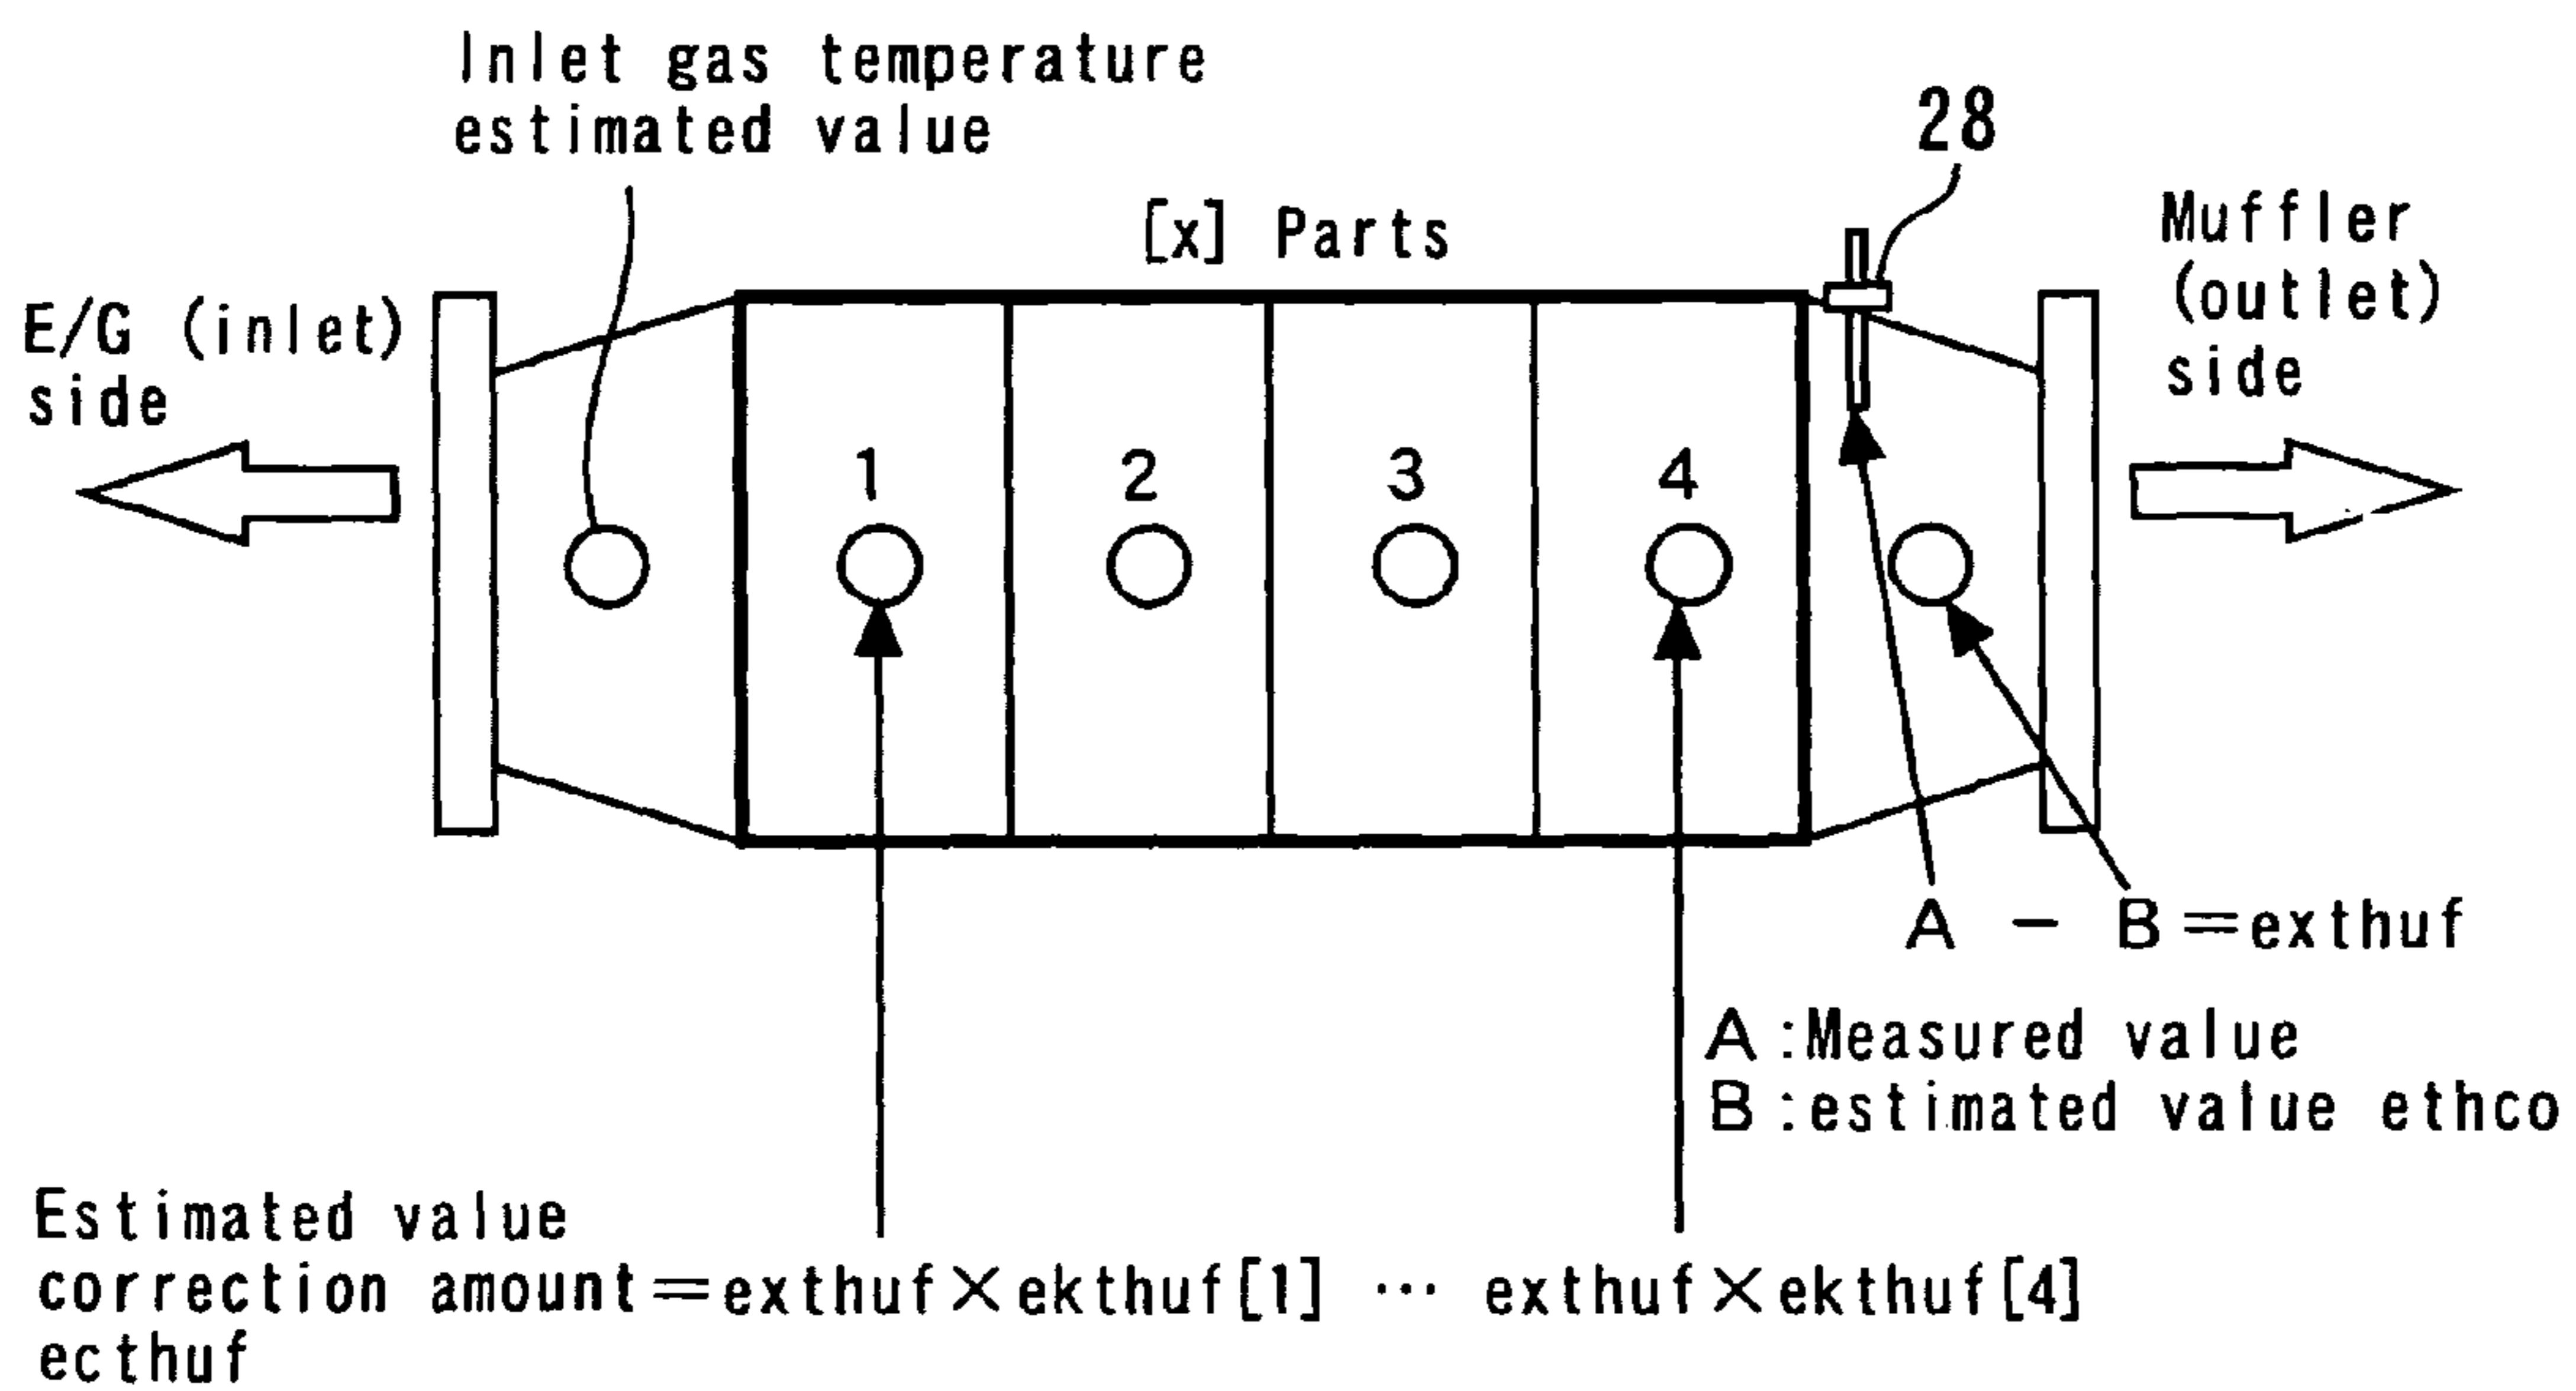 Inlet gas temperature
estimated value
28
[x] Parts
Muffler
(outlet)
side
E/G (inlet)
side
1 2 3 4
A - B=exthuf
A:Measured value
B:estimated value ethco
Estimated value
correction amount=exthuf×ekthuf[1] ··· exthuf×ekthuf[4]
ecthuf